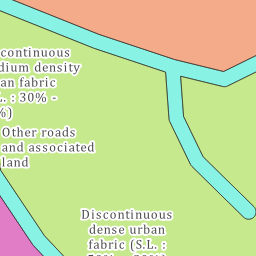 continuous
dium density
an fabric
L. : 30% -
%)
Other roads
and associated
land
Discontinuous
dense urban
fabric (S.L. :